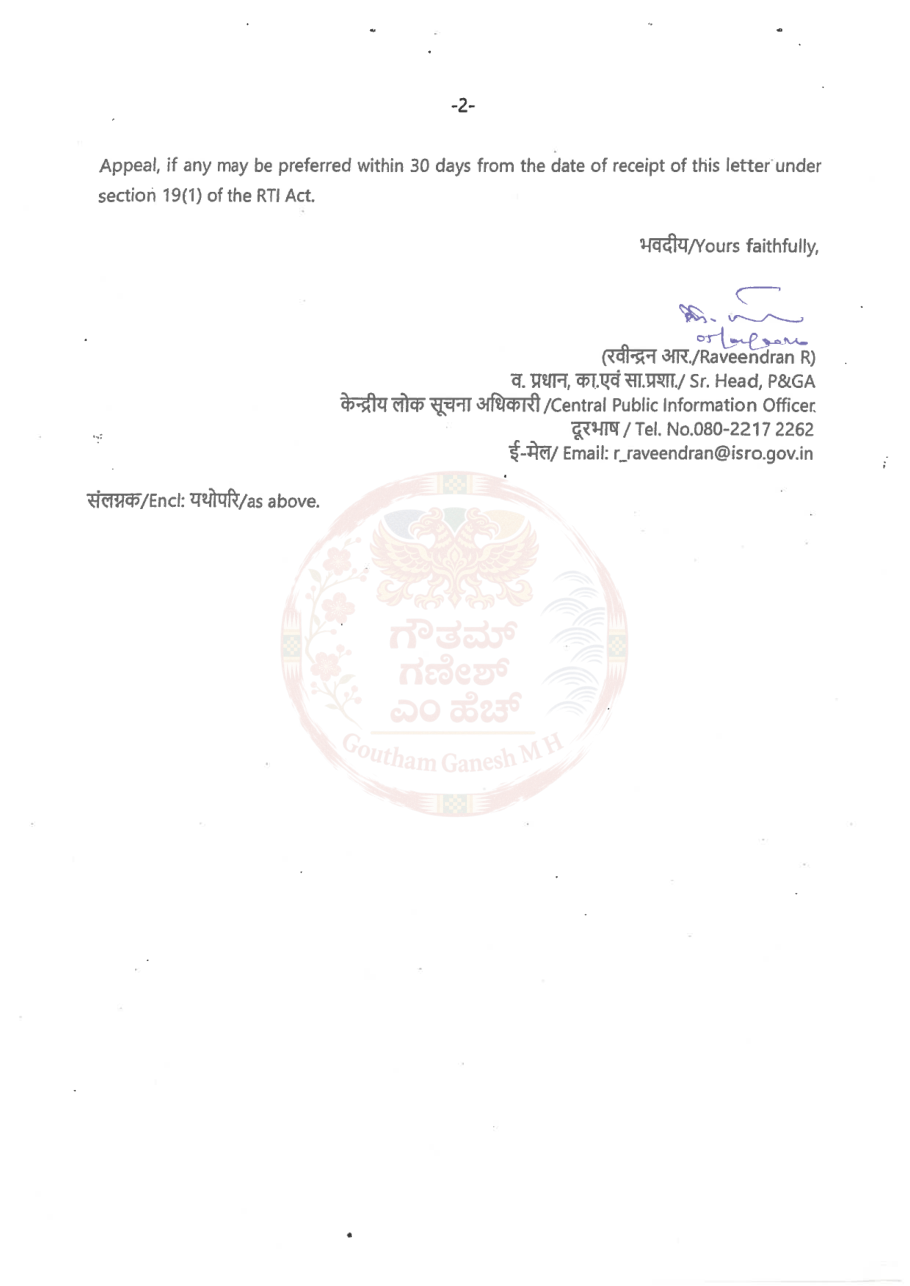 -2-
Appeal, if any may be preferred within 30 days from the date of receipt of this letter under
section 19(1) of the RTI Act.
भवदीय/Yours faithfully,
(रवीन्द्रन आर./Raveendran R)
व. प्रधान, का.एवं सा.प्रशा./ Sr. Head, P&GA
केन्द्रीय लोक सूचना अधिकारी /Central Public Information Officer.
दूरभाष / Tel. No.080-2217 2262
ई-मेल/ Email: r_raveendran@isro.gov.in
संलग्नक/Encl: यथोपरि/as above.
ಗೌತಮ್
ಗಣೇಶ್
ಎಂ ಹೆಚ್
Goutham Ganesh M H